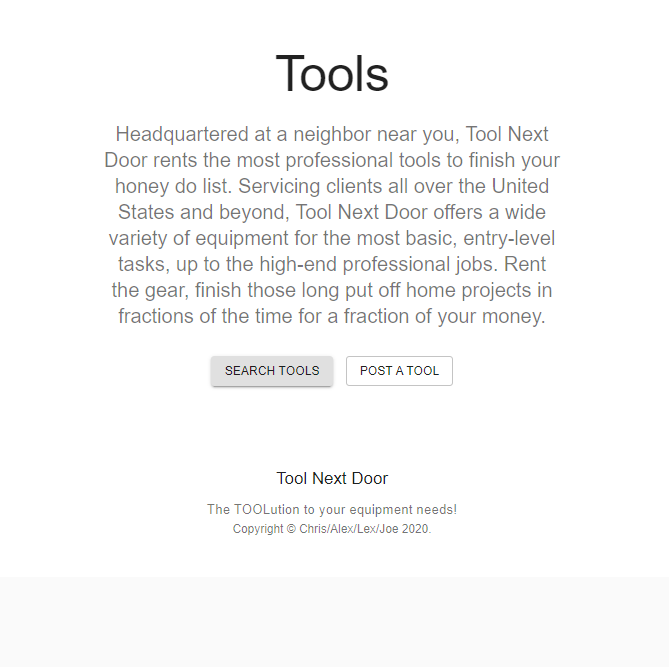 Tools
Headquartered at a neighbor near you, Tool Next
Door rents the most professional tools to finish your
honey do list. Servicing clients all over the United
States and beyond, Tool Next Door offers a wide
variety of equipment for the most basic, entry-level
tasks, up to the high-end professional jobs. Rent
the gear, finish those long put off home projects in
fractions of the time for a fraction of your money.
SEARCH TOOLS POST A TOOL
Tool Next Door
The TOOLution to your equipment needs!
Copyright © Chris/Alex/Lex/Joe 2020.